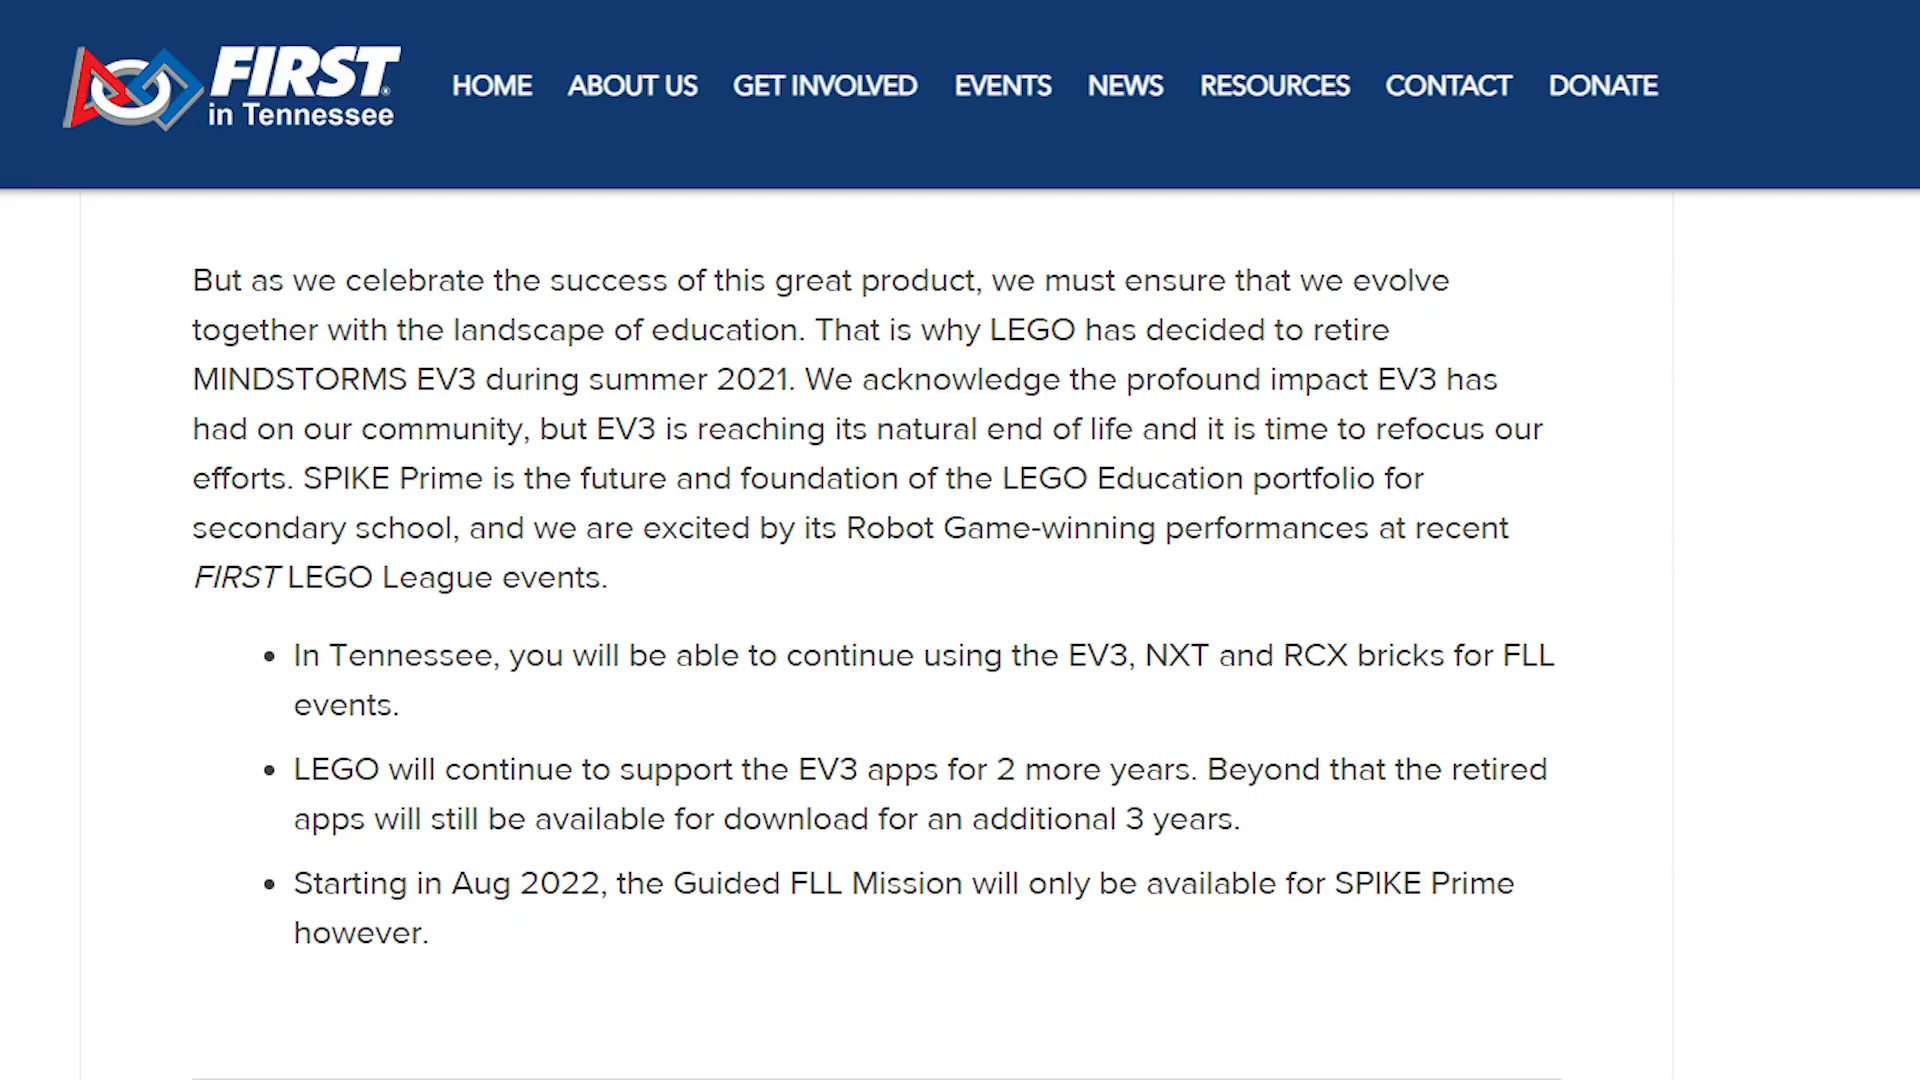 FIRST®
in Tennessee
HOME ABOUT US GET INVOLVED EVENTS NEWS RESOURCES CONTACT DONATE
But as we celebrate the success of this great product, we must ensure that we evolve
together with the landscape of education. That is why LEGO has decided to retire
MINDSTORMS EV3 during summer 2021. We acknowledge the profound impact EV3 has
had on our community, but EV3 is reaching its natural end of life and it is time to refocus our
efforts. SPIKE Prime is the future and foundation of the LEGO Education portfolio for
secondary school, and we are excited by its Robot Game-winning performances at recent
FIRST LEGO League events.
• In Tennessee, you will be able to continue using the EV3, NXT and RCX bricks for FLL
events.
• LEGO will continue to support the EV3 apps for 2 more years. Beyond that the retired
apps will still be available for download for an additional 3 years.
• Starting in Aug 2022, the Guided FLL Mission will only be available for SPIKE Prime
however.